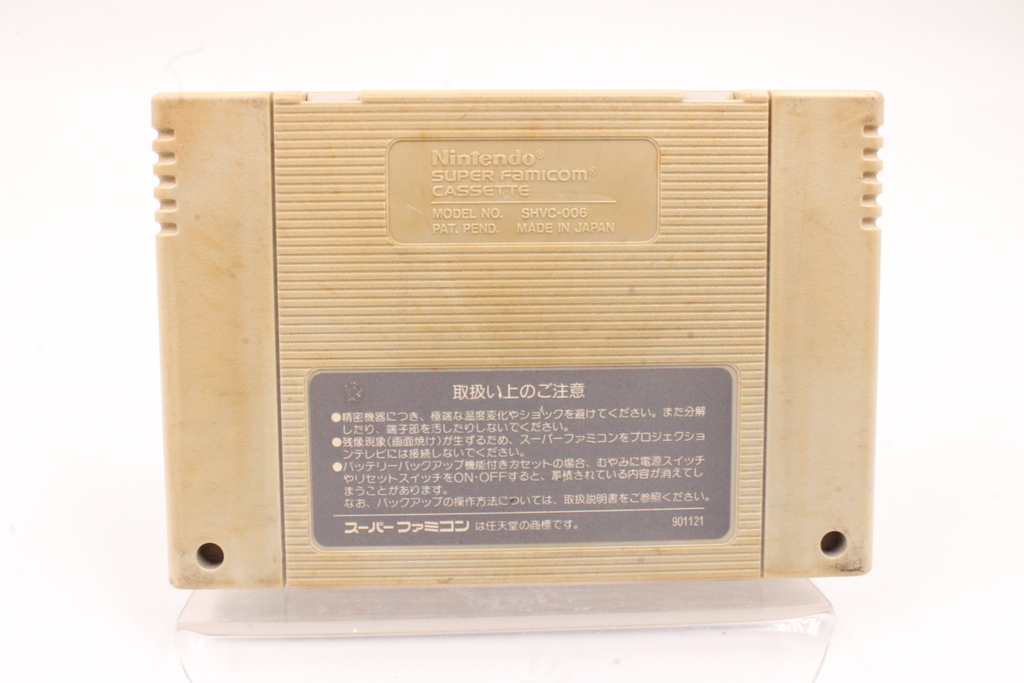 Nintendo®
SUPER FAMICOM®
CASSETTE
MODEL NO. SHVC-006
PAT. PEND. MADE IN JAPAN
取扱い上のご注意
●精密機器につき、極端な温度変化やショックを避けてください。また分解
したり、端子部を汚したりしないでください。
●残像現象(画面焼け)が生ずるため、スーパーファミコンをプロジェクショ
ンテレビには接続しないでください。
●バッテリーバックアップ機能付きカセットの場合、むやみに電源スイッチ
やリセットスイッチをON・OFFすると、蓄積されている内容が消えてし
まうことがあります。
なお、バックアップの操作方法については、取扱説明書をご参照ください。
スーパーファミコン は任天堂の商標です。 901121